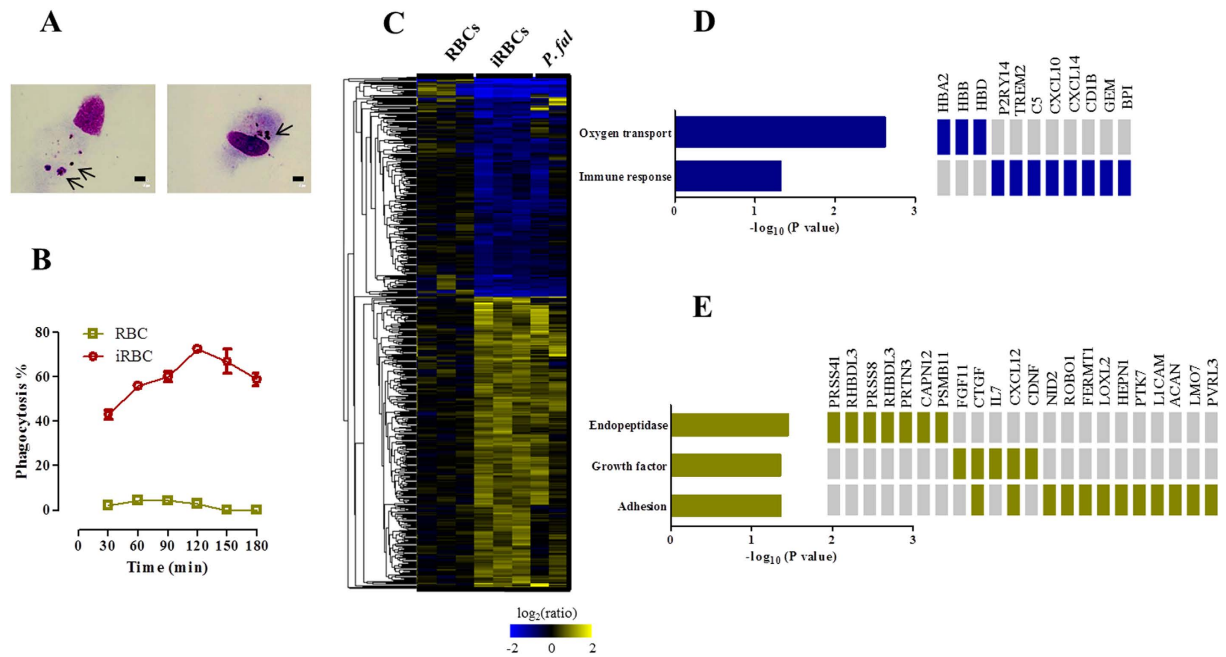 A
B
RBC
iRBC
Phagocytosis %
80
60
40
20
0
0 30 60 90 120 150 180
Time (min)
C
RBCs iRBCs P. fal
log2(ratio)
-2 0 2
D
HBA2 HBB HBD P2RY14 TREM2 C5 CXCL10 CXCL14 CD1B GEM BPI
Oxygen transport
Immune response
0 1 2 3
-log10 (P value)
E
PRSS41 RHBDL3 PRSS8 RHBDL3 PRTN3 CAPN12 PSMB11 FGF11 CTGF IL7 CXCL12 CDNF NID2 ROBO1 FERMT1 LOXL2 HEPN1 PTK7 L1CAM ACAN LMO7 PVRL3
Endopeptidase
Growth factor
Adhesion
0 1 2 3
-log10 (P value)